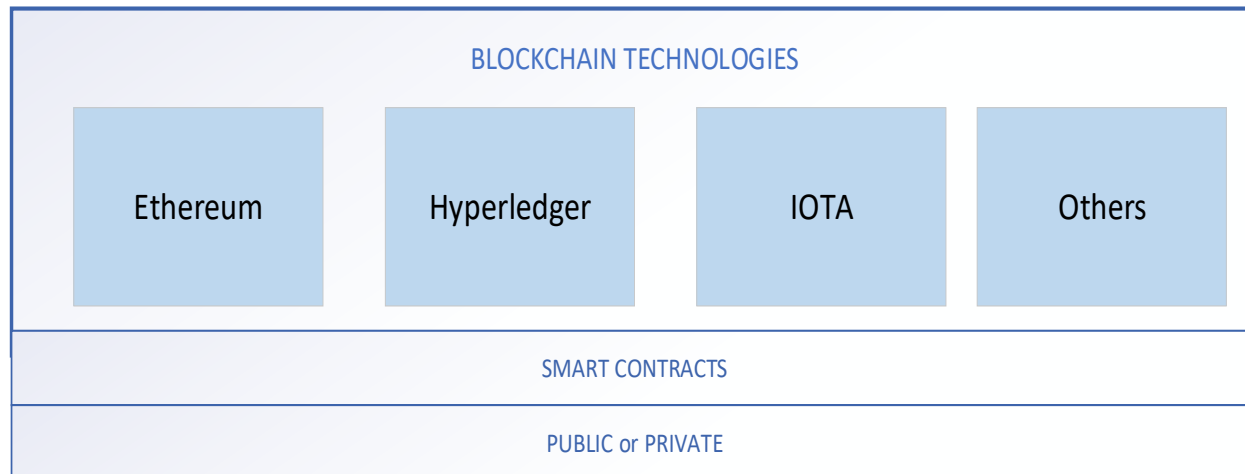 BLOCKCHAIN TECHNOLOGIES
Ethereum
Hyperledger
IOTA
Others
SMART CONTRACTS
PUBLIC or PRIVATE